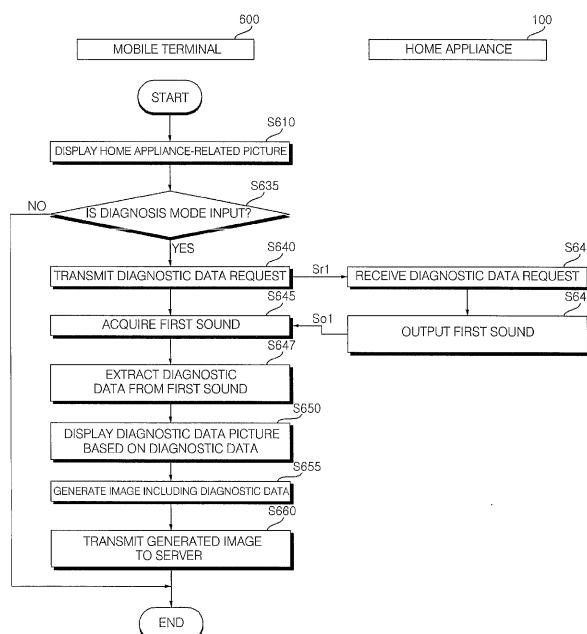 600
100
MOBILE TERMINAL
HOME APPLIANCE
START
S610
DISPLAY HOME APPLIANCE-RELATED PICTURE
S635
NO
IS DIAGNOSIS MODE INPUT?
YES
S640
TRANSMIT DIAGNOSTIC DATA REQUEST
Sr1
S64
RECEIVE DIAGNOSTIC DATA REQUEST
S645
ACQUIRE FIRST SOUND
So1
S64
OUTPUT FIRST SOUND
S647
EXTRACT DIAGNOSTIC
DATA FROM FIRST SOUND
S650
DISPLAY DIAGNOSTIC DATA PICTURE
BASED ON DIAGNOSTIC DATA
S655
GENERATE IMAGE INCLUDING DIAGNOSTIC DATA
S660
TRANSMIT GENERATED IMAGE
TO SERVER
END